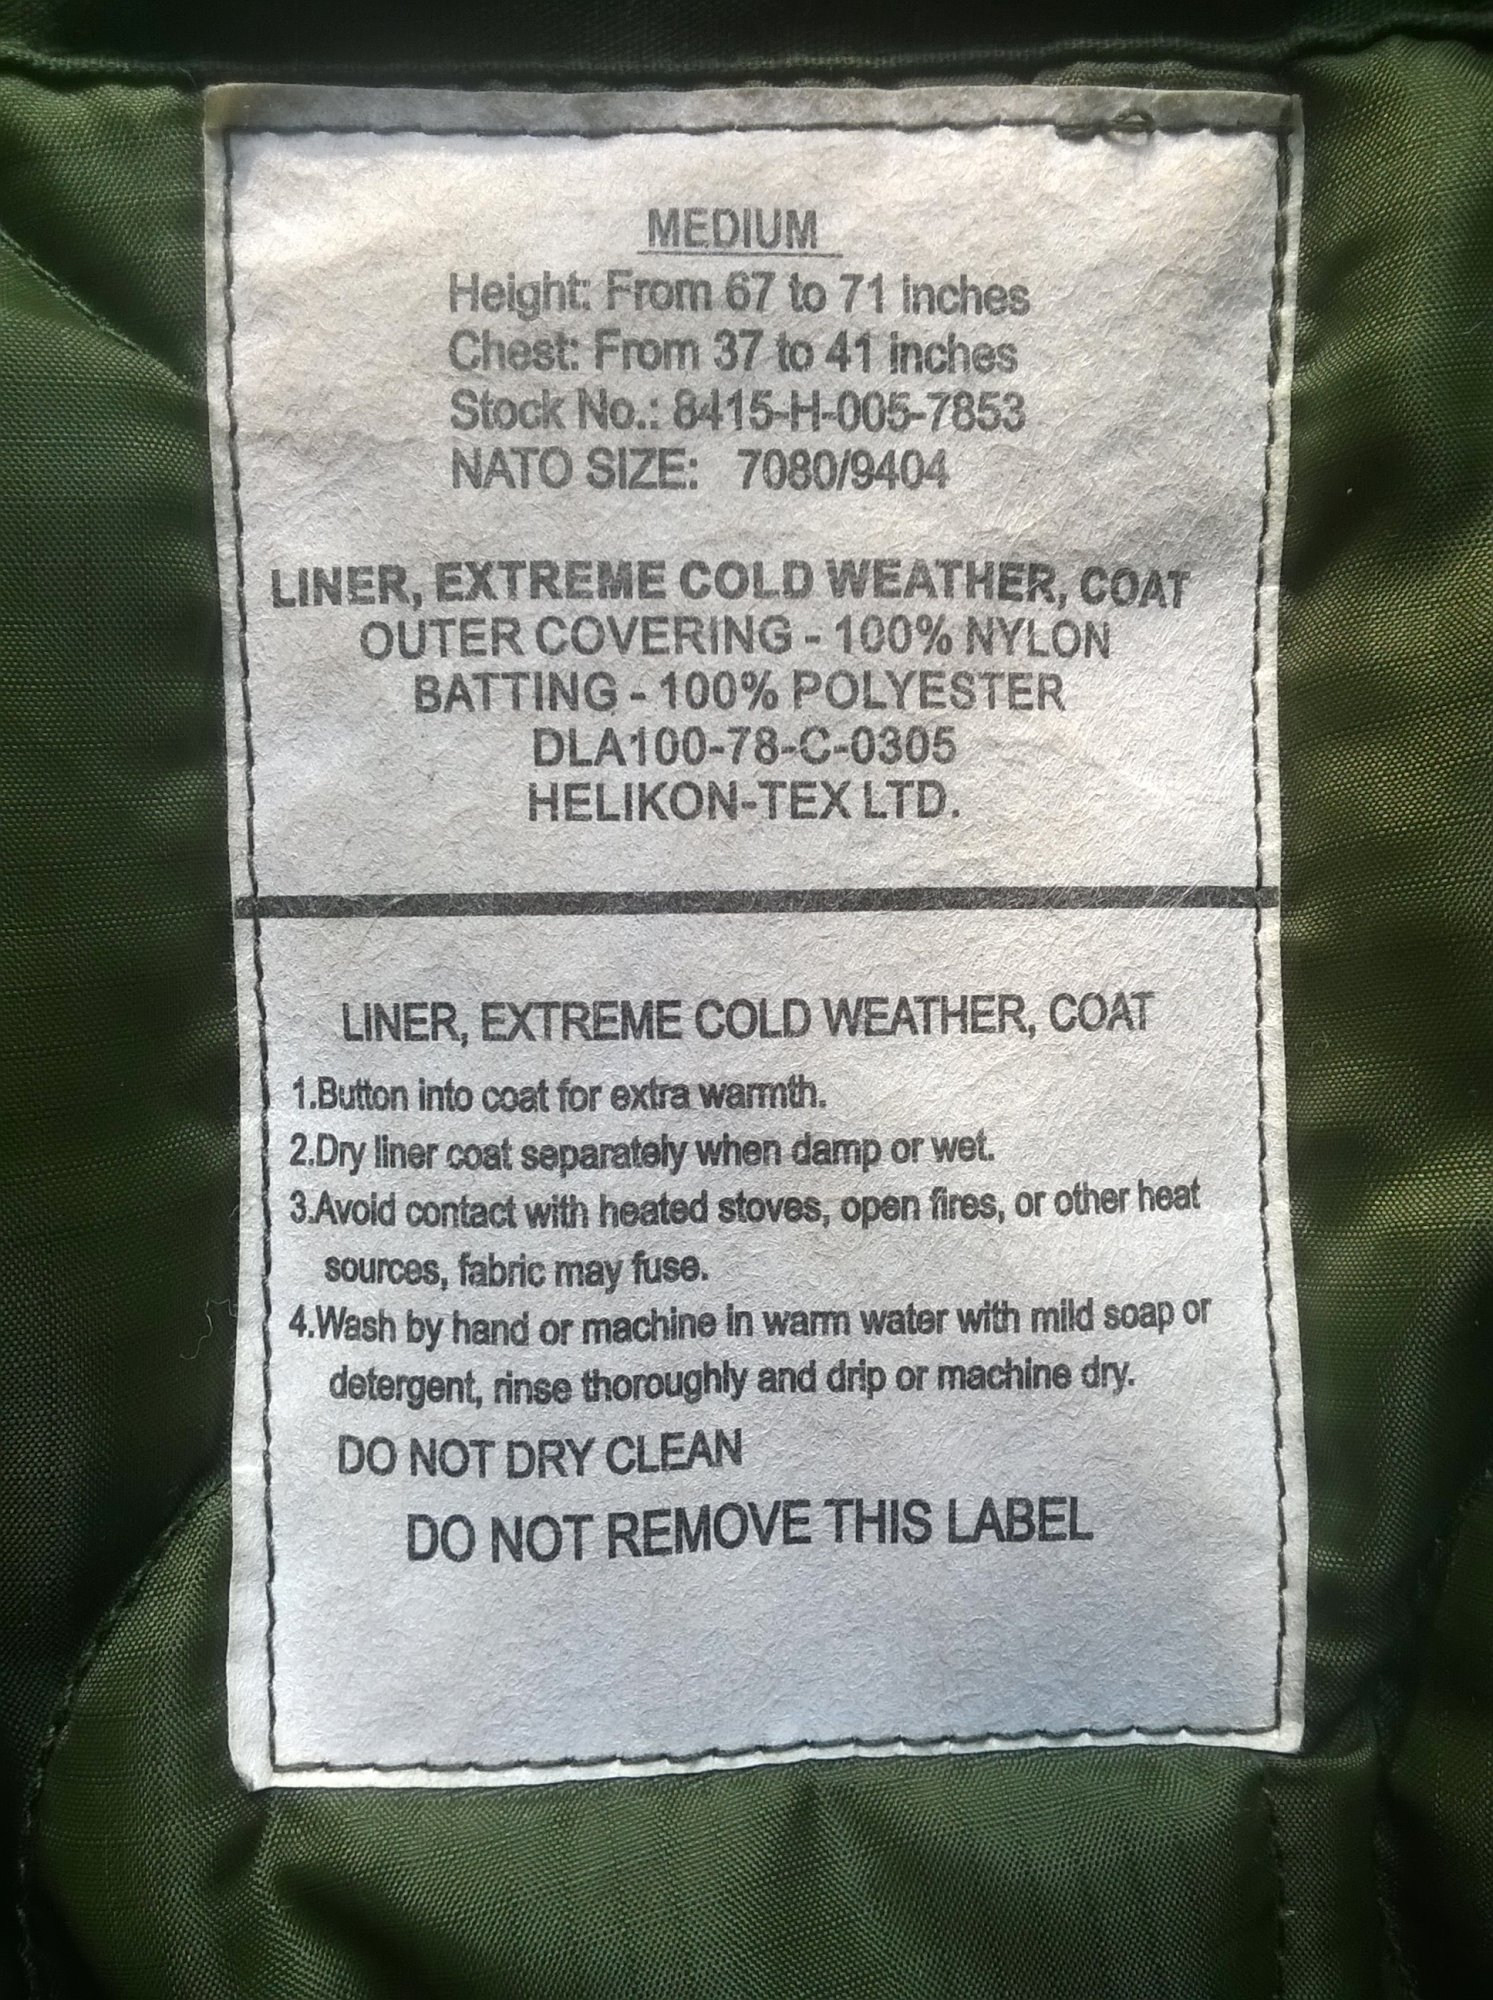 MEDIUM
Height: From 67 to 71 inches
Chest: From 37 to 41 inches
Stock No.: 8415-H-005-7853
NATO SIZE: 7080/9404
LINER, EXTREME COLD WEATHER, COAT
OUTER COVERING - 100% NYLON
BATTING - 100% POLYESTER
DLA100-78-C-0305
HELIKON-TEX LTD.
LINER, EXTREME COLD WEATHER, COAT
1.Button into coat for extra warmth.
2.Dry liner coat separately when damp or wet.
3.Avoid contact with heated stoves, open fires, or other heat
sources, fabric may fuse.
4.Wash by hand or machine in warm water with mild soap or
detergent, rinse thoroughly and drip or machine dry.
DO NOT DRY CLEAN
DO NOT REMOVE THIS LABEL